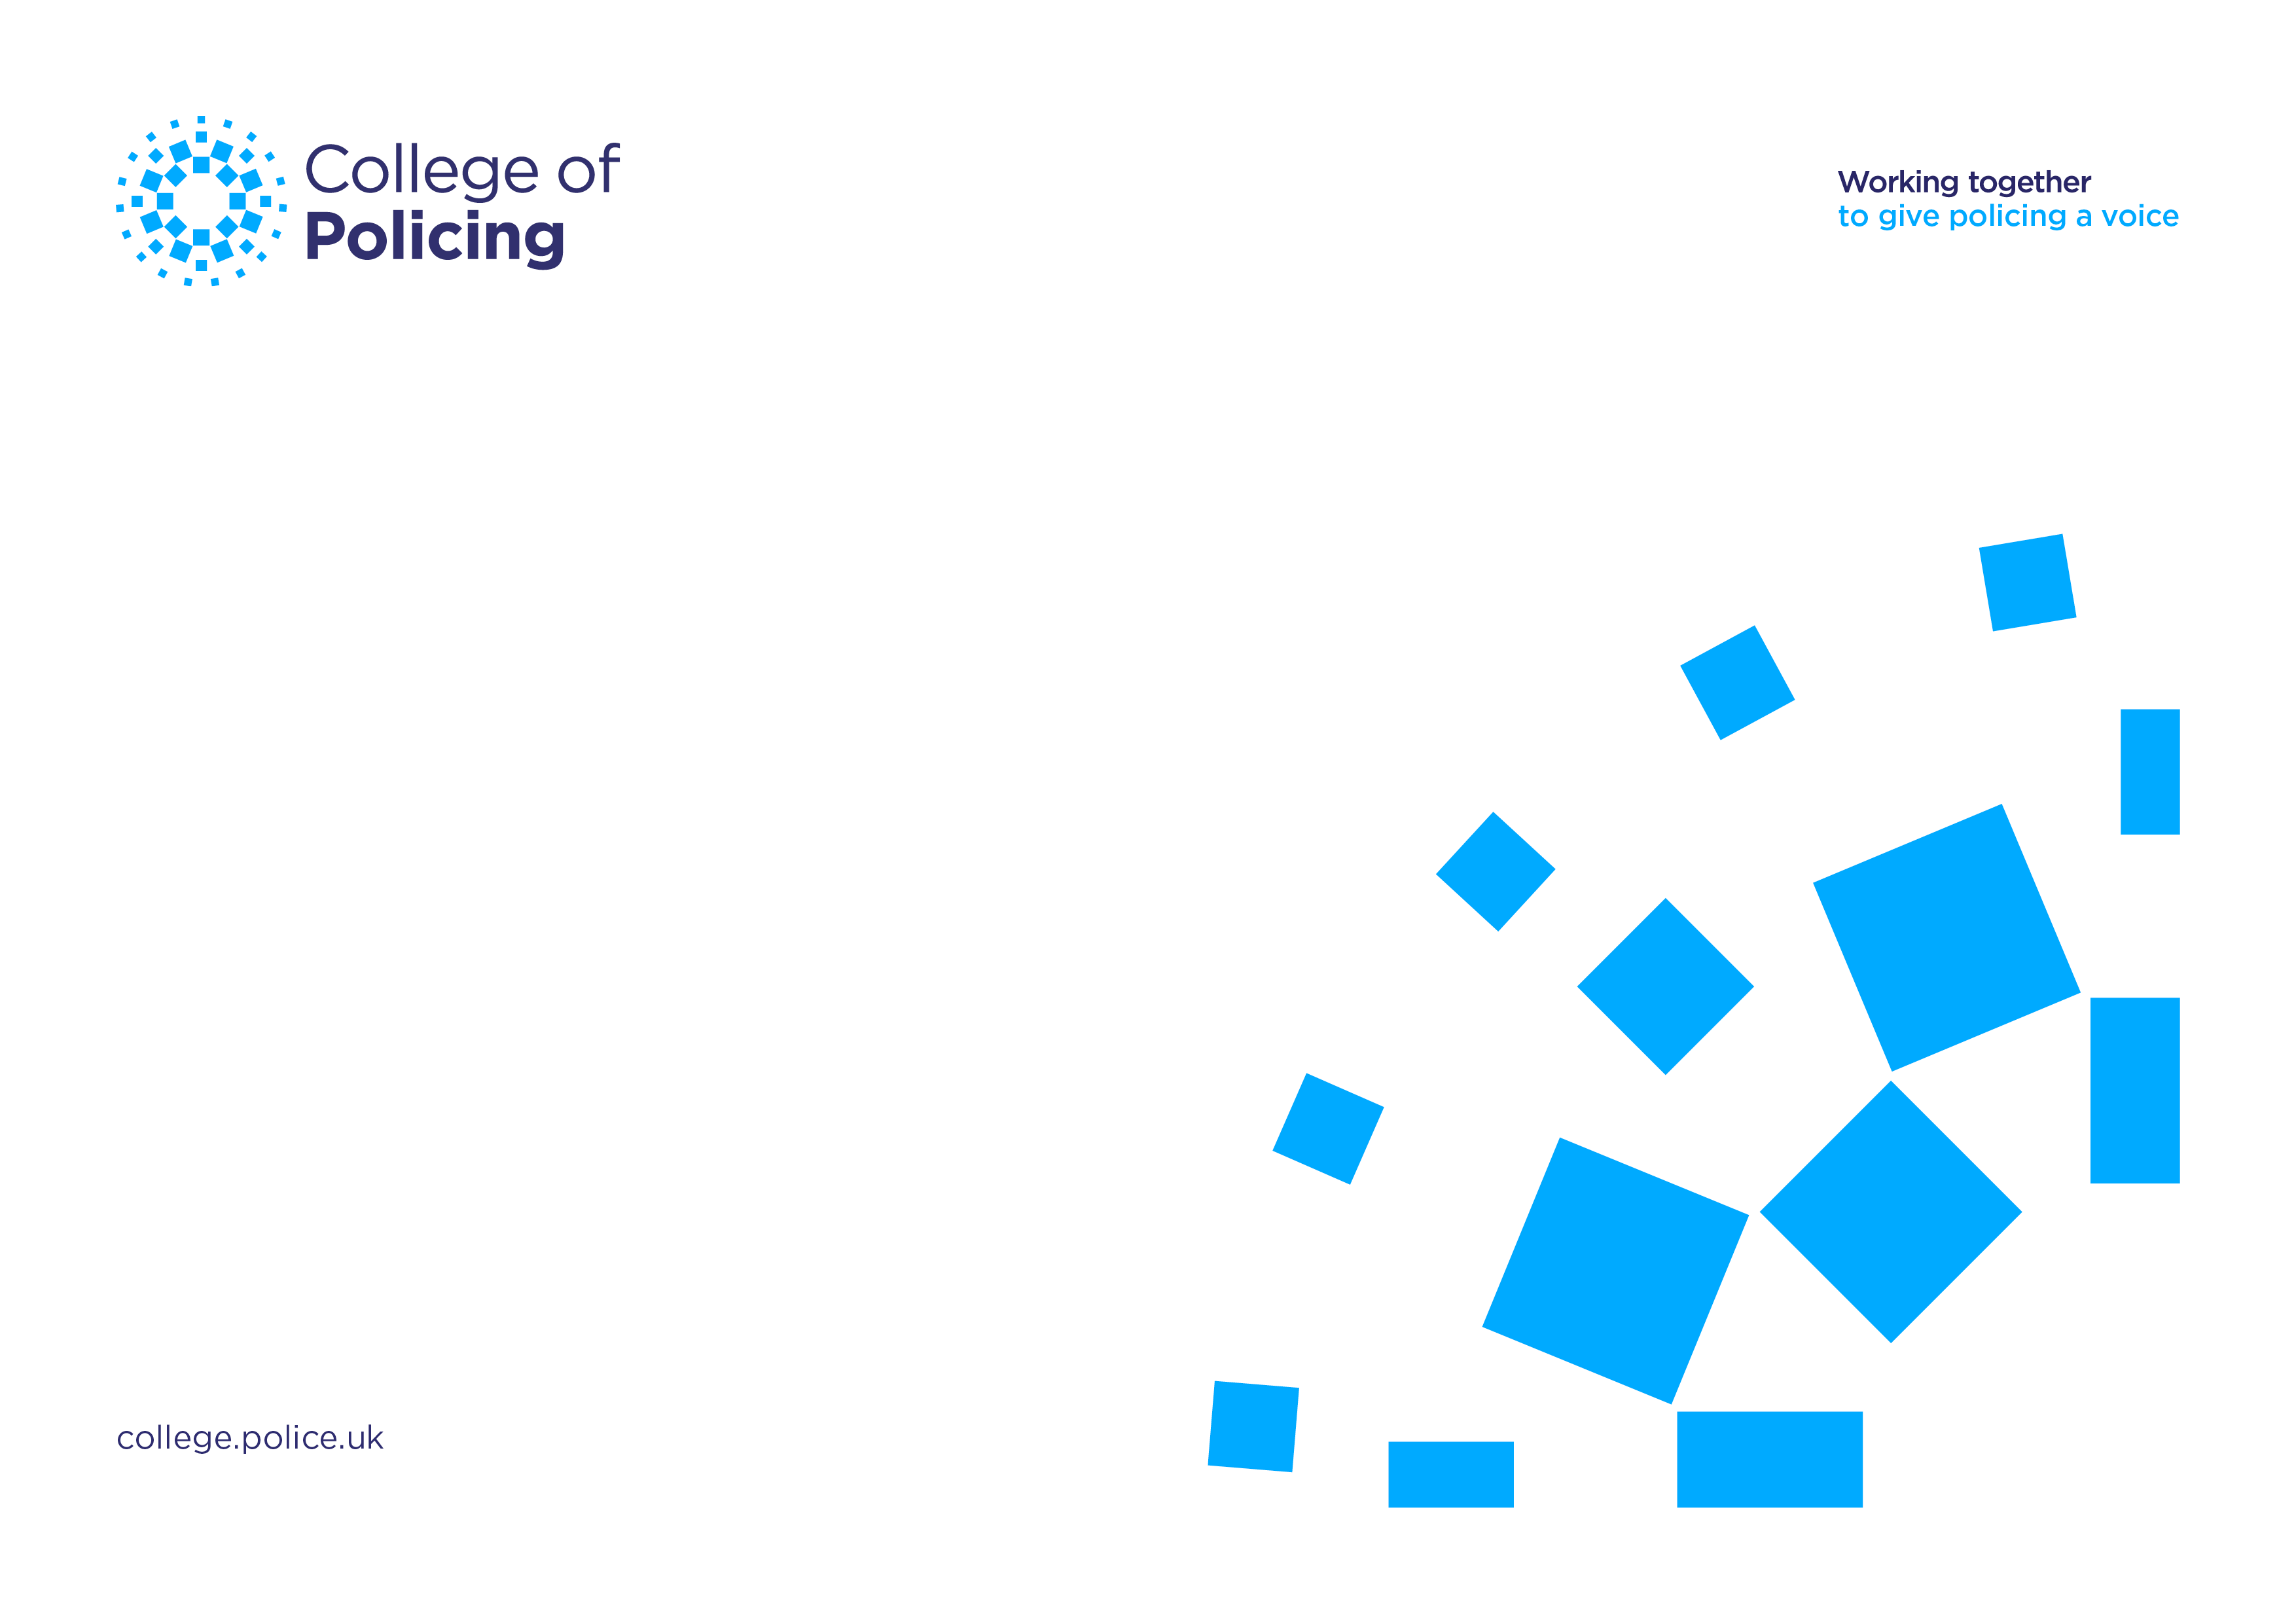 College of
Policing
Working together
to give policing a voice
college.police.uk